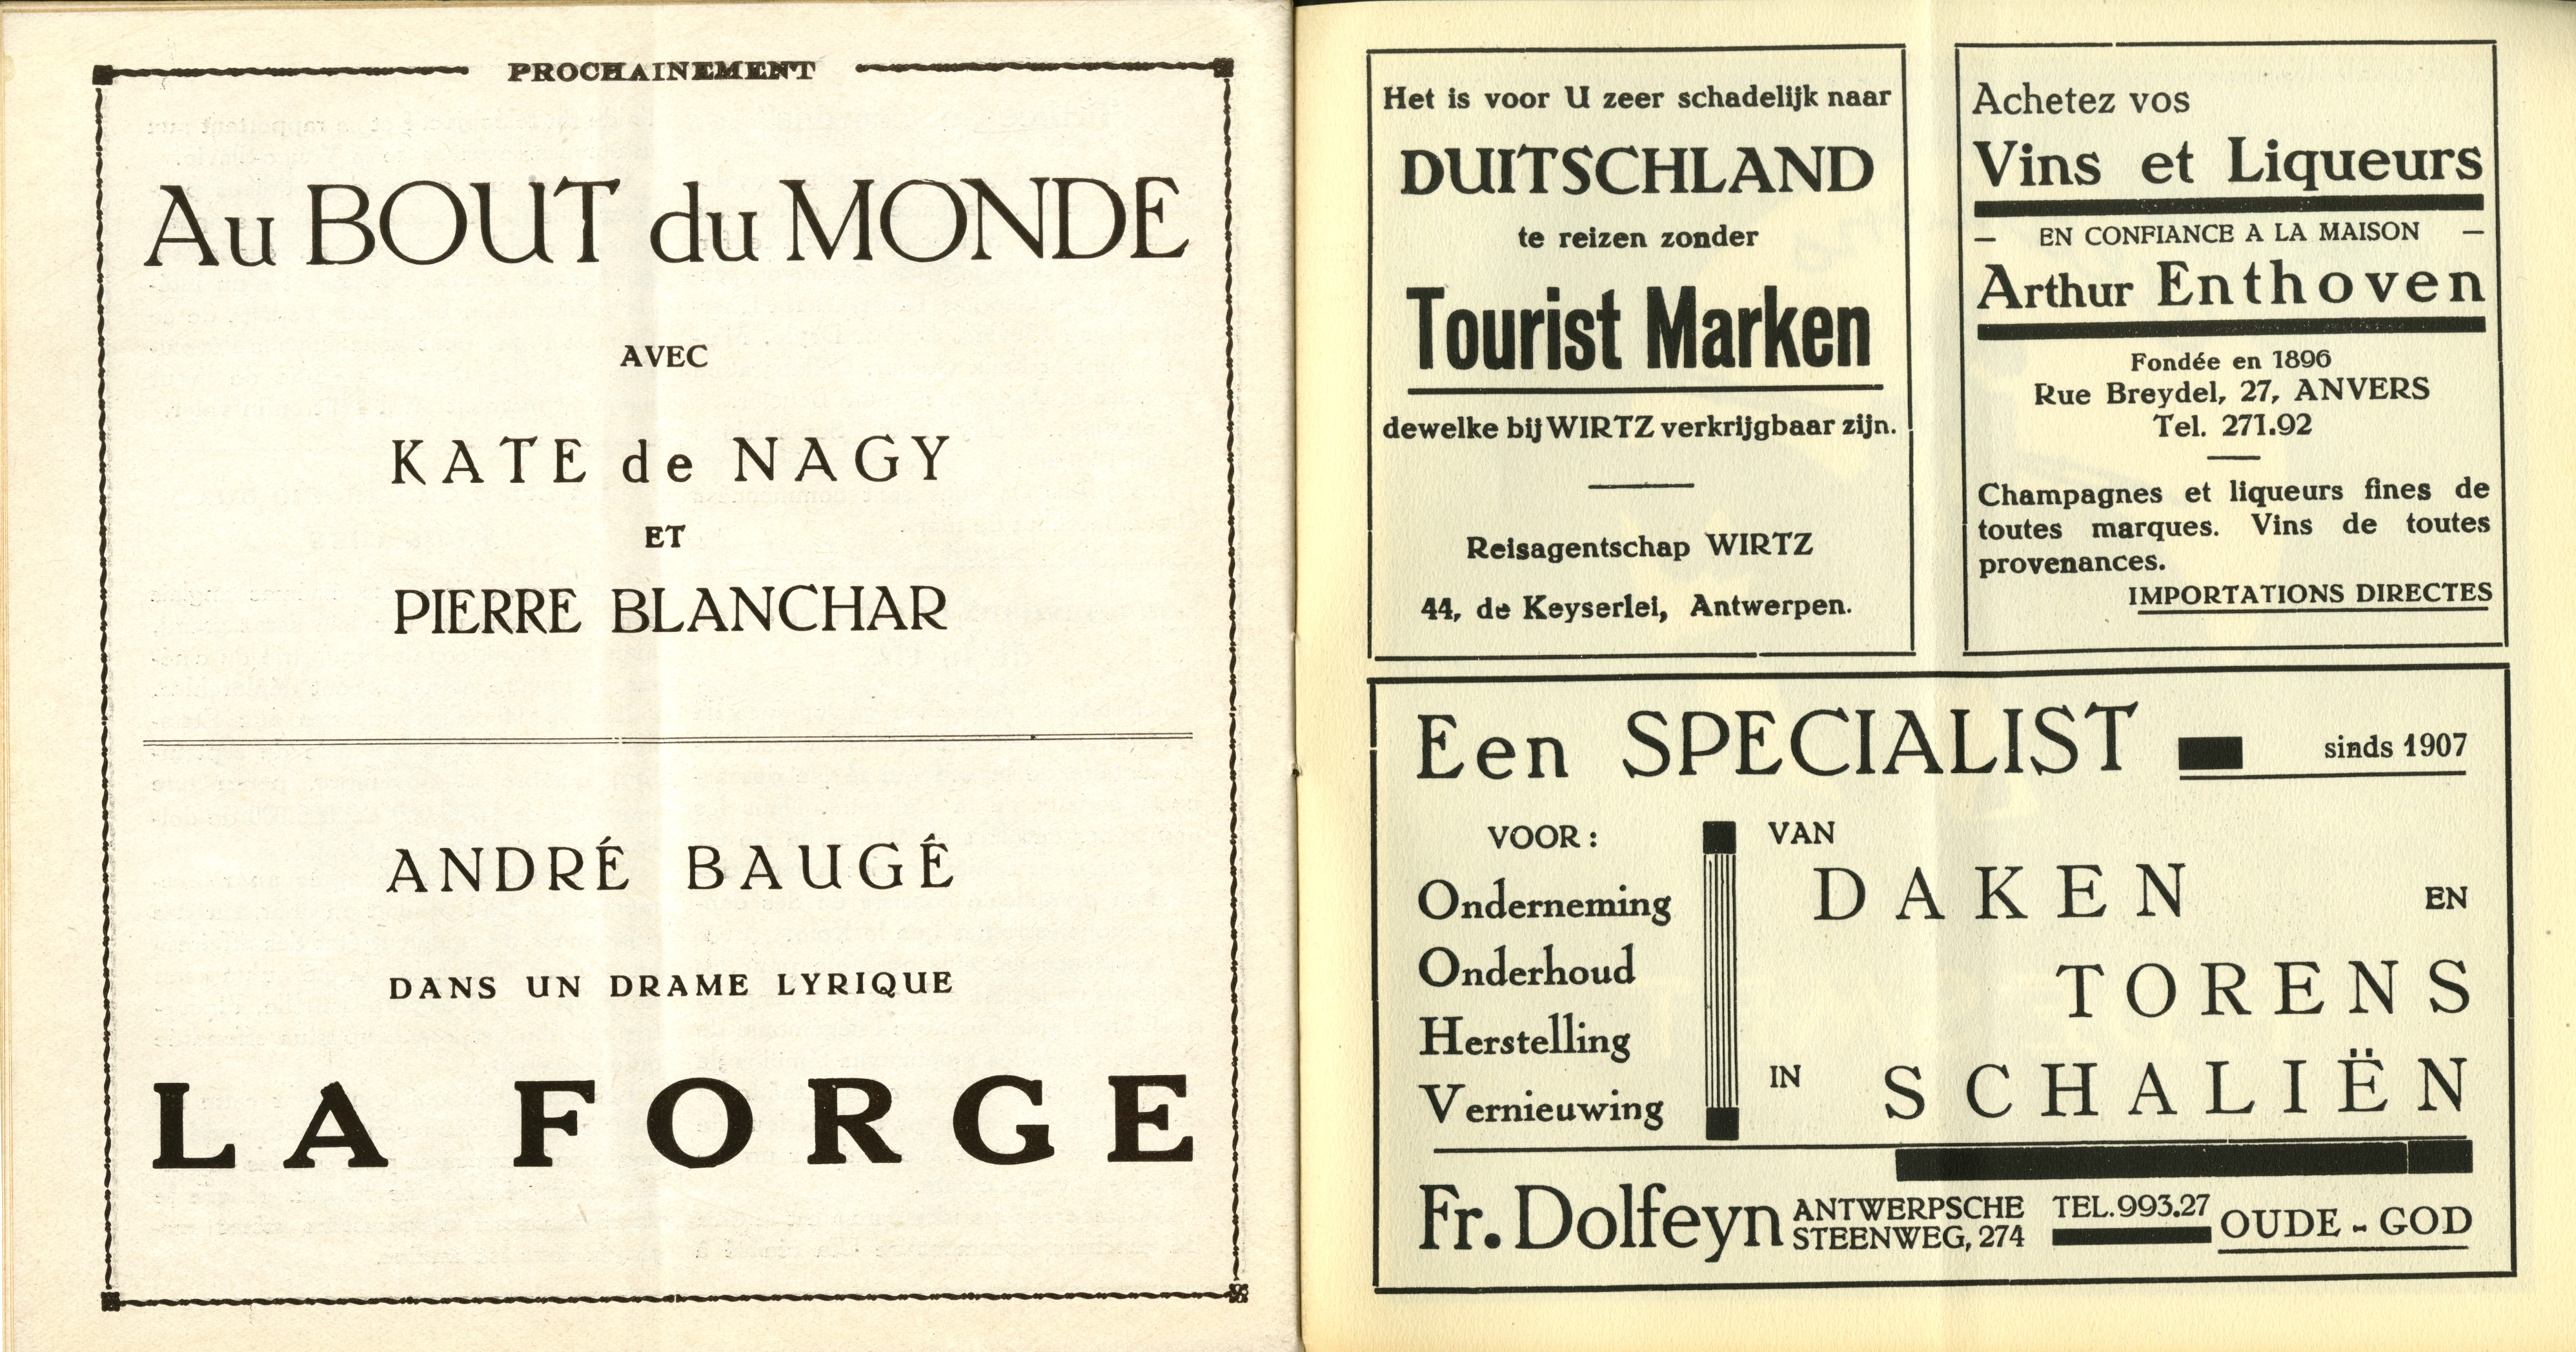 PROCHAINEMENT
Au BOUT du MONDE
AVEC
KATE de NAGY
ET
PIERRE BLANCHAR
ANDRÉ BAUGÉ
DANS UN DRAME LYRIQUE
LA FORGE
Het is voor U zeer schadelijk naar
DUITSCHLAND
te reizen zonder
Tourist Marken
dewelke bij WIRTZ verkrijgbaar zijn.
Reisagentschap WIRTZ
44, de Keyserlei, Antwerpen.
Achetez vos
Vins et Liqueurs
— EN CONFIANCE A LA MAISON —
Arthur Enthoven
Fondée en 1896
Rue Breydel, 27, ANVERS
Tel. 271.92
Champagnes et liqueurs fines de
toutes marques. Vins de toutes
provenances.
IMPORTATIONS DIRECTES
Een SPECIALIST sinds 1907
VOOR :
Onderneming
Onderhoud
Herstelling
Vernieuwing
VAN
DAKEN EN
TORENS
IN SCHALIËN
Fr. Dolfeyn
ANTWERPSCHE
STEENWEG, 274
TEL. 993.27
OUDE - GOD